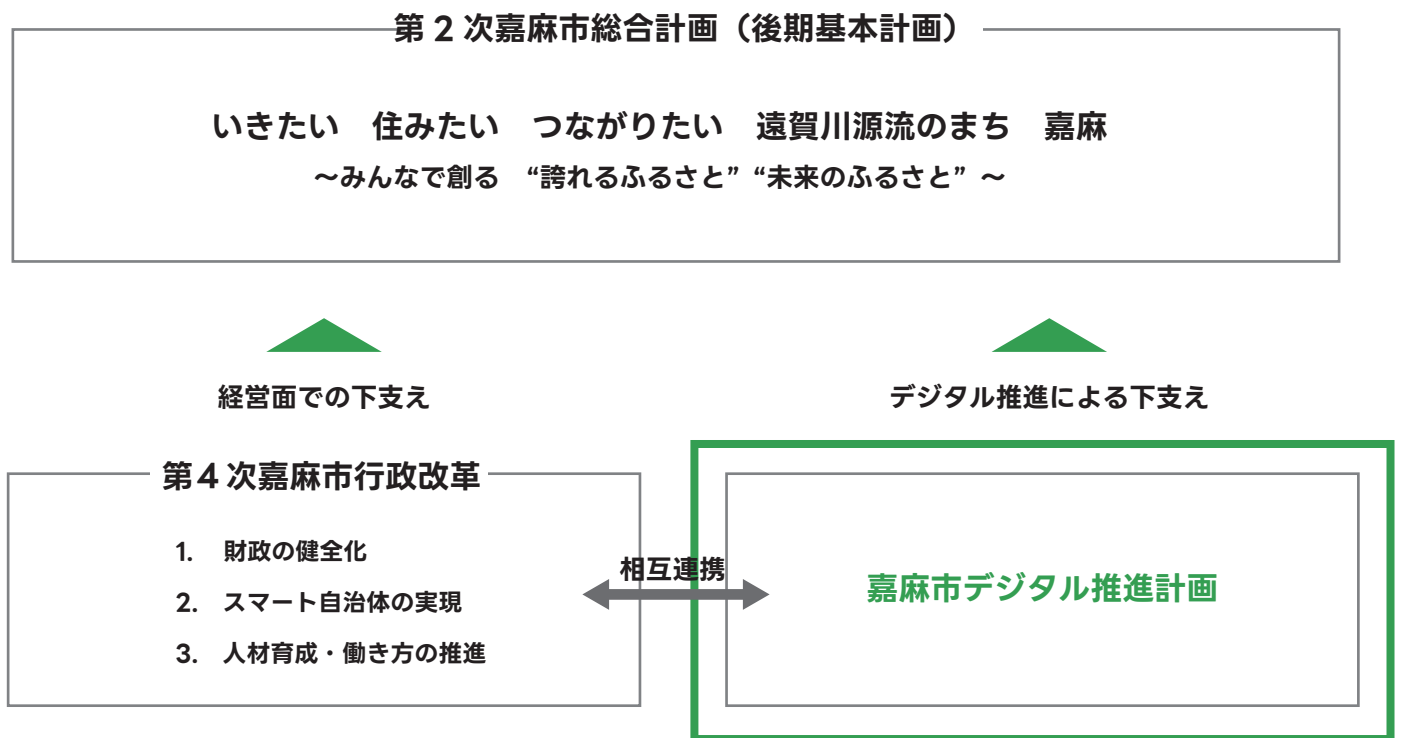 第２次嘉麻市総合計画（後期基本計画）
いきたい　住みたい　つながりたい　遠賀川源流のまち　嘉麻
～みんなで創る　“誇れるふるさと” “未来のふるさと” ～
経営面での下支え
デジタル推進による下支え
第４次嘉麻市行政改革
1.　財政の健全化
2.　スマート自治体の実現
3.　人材育成・働き方の推進
相互連携
嘉麻市デジタル推進計画